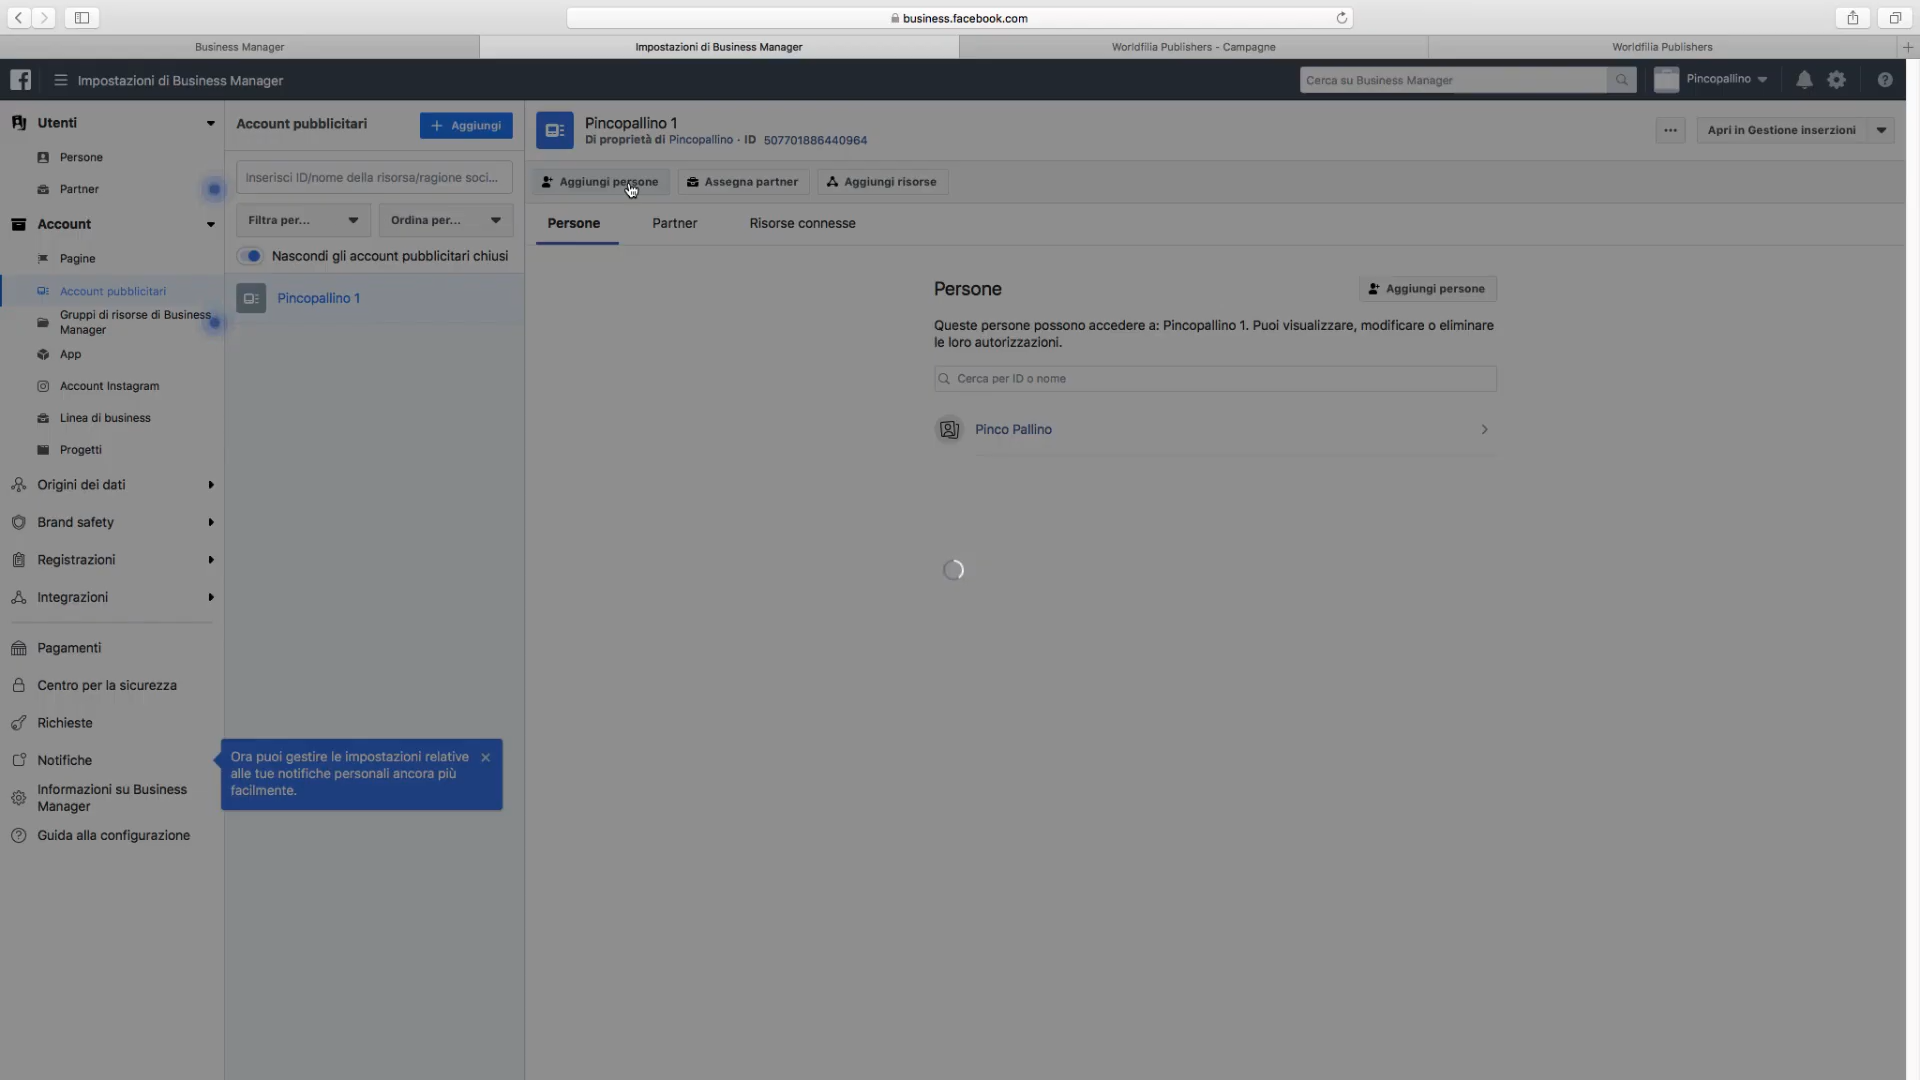 business.facebook.com
Business Manager
Impostazioni di Business Manager
Worldfilia Publishers - Campagne
Worldfilia Publishers
Impostazioni di Business Manager
Cerca su Business Manager
Pincopallino
Utenti
Persone
Partner
Account
Pagine
Account pubblicitari
Gruppi di risorse di Business
Manager
App
Account Instagram
Linea di business
Progetti
Origini dei dati
Brand safety
Registrazioni
Integrazioni
Pagamenti
Centro per la sicurezza
Richieste
Notifiche
Informazioni su Business
Manager
Guida alla configurazione
Account pubblicitari
+ Aggiungi
Inserisci ID/nome della risorsa/ragione soci...
Filtra per...
Ordina per...
Nascondi gli account pubblicitari chiusi
Pincopallino 1
Ora puoi gestire le impostazioni relative
alle tue notifiche personali ancora più
facilmente.
Pincopallino 1
Di proprietà di Pincopallino · ID 507701886440964
Apri in Gestione inserzioni
Aggiungi persone
Assegna partner
Aggiungi risorse
Persone
Partner
Risorse connesse
Persone
Aggiungi persone
Queste persone possono accedere a: Pincopallino 1. Puoi visualizzare, modificare o eliminare
le loro autorizzazioni.
Cerca per ID o nome
Pinco Pallino